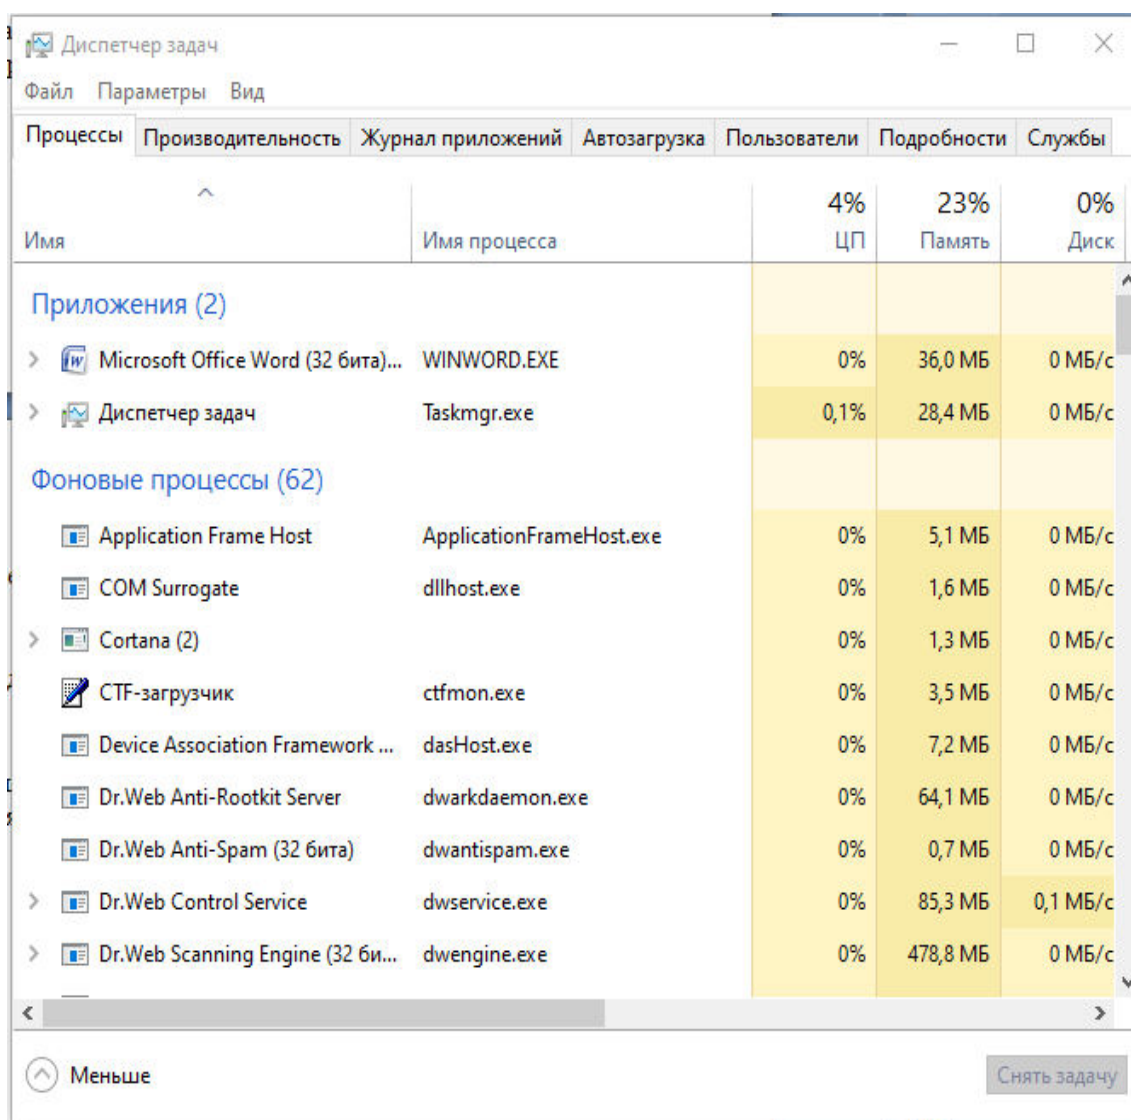 Диспетчер задач
Файл Параметры Вид
Процессы Производительность Журнал приложений Автозагрузка Пользователи Подробности Службы
4% 23% 0%
Имя Имя процесса ЦП Память Диск
Приложения (2)
Microsoft Office Word (32 бита)... WINWORD.EXE 0% 36,0 МБ 0 МБ/с
Диспетчер задач Taskmgr.exe 0,1% 28,4 МБ 0 МБ/с
Фоновые процессы (62)
Application Frame Host ApplicationFrameHost.exe 0% 5,1 МБ 0 МБ/с
COM Surrogate dllhost.exe 0% 1,6 МБ 0 МБ/с
Cortana (2) 0% 1,3 МБ 0 МБ/с
CTF-загрузчик ctfmon.exe 0% 3,5 МБ 0 МБ/с
Device Association Framework ... dasHost.exe 0% 7,2 МБ 0 МБ/с
Dr.Web Anti-Rootkit Server dwarkdaemon.exe 0% 64,1 МБ 0 МБ/с
Dr.Web Anti-Spam (32 бита) dwantispam.exe 0% 0,7 МБ 0 МБ/с
Dr.Web Control Service dwservice.exe 0% 85,3 МБ 0,1 МБ/с
Dr.Web Scanning Engine (32 би... dwengine.exe 0% 478,8 МБ 0 МБ/с
Меньше Снять задачу